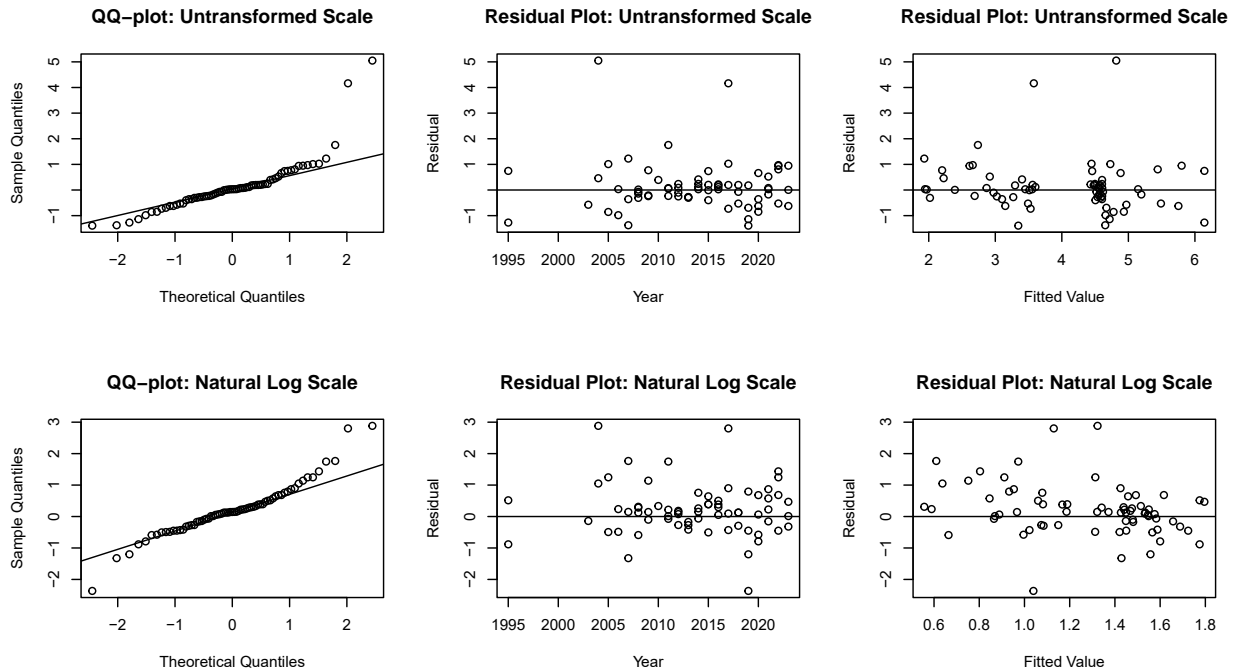 QQ−plot: Untransformed Scale
Sample Quantiles
−1 1 2 3 4 5
−2 −1 0 1 2
Theoretical Quantiles
Residual Plot: Untransformed Scale
Residual
−1 0 1 2 3 4 5
1995 2000 2005 2010 2015 2020
Year
Residual Plot: Untransformed Scale
Residual
−1 0 1 2 3 4 5
2 3 4 5 6
Fitted Value
QQ−plot: Natural Log Scale
Sample Quantiles
−2 −1 0 1 2 3
−2 −1 0 1 2
Theoretical Quantiles
Residual Plot: Natural Log Scale
Residual
−2 −1 0 1 2 3
1995 2000 2005 2010 2015 2020
Year
Residual Plot: Natural Log Scale
Residual
−2 −1 0 1 2 3
0.6 0.8 1.0 1.2 1.4 1.6 1.8
Fitted Value